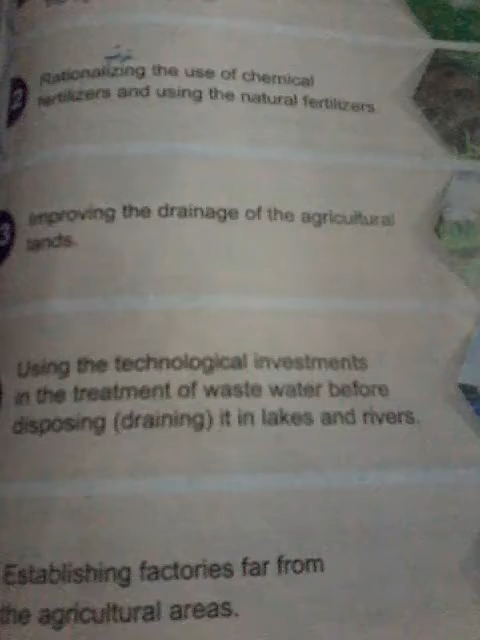 2 Rationalizing the use of chemical
fertilizers and using the natural fertilizers.
3 Improving the drainage of the agricultural
lands.
Using the technological investments
in the treatment of waste water before
disposing (draining) it in lakes and rivers.
Establishing factories far from
the agricultural areas.